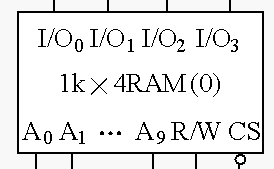 I/O₀ I/O₁ I/O₂ I/O₃
1k×4RAM(0)
A₀ A₁ ⋯ A₉ R/W CS